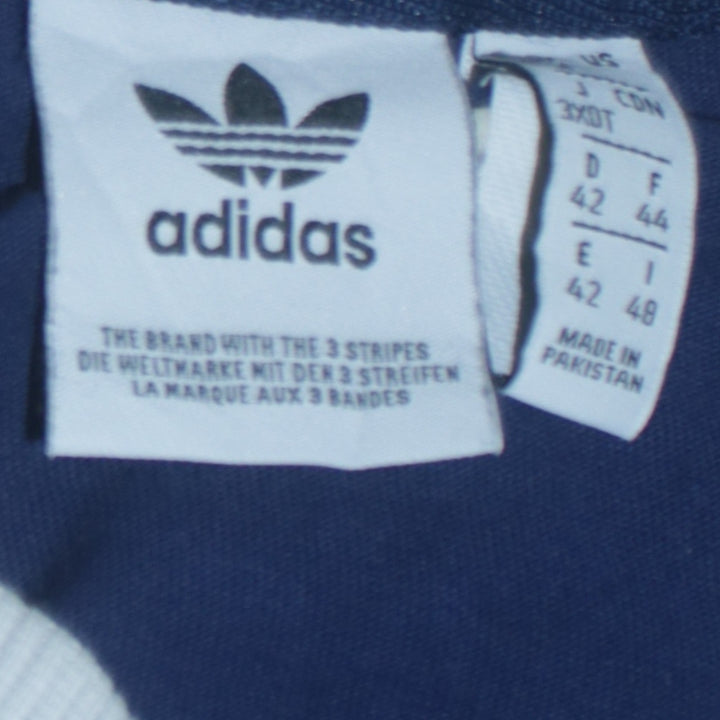 adidas
THE BRAND WITH THE 3 STRIPES
DIE WELTMARKE MIT DEN 3 STREIFEN
LA MARQUE AUX 3 BANDES
US
J CDN
3XOT
D F
42 44
E I
42 48
MADE IN
PAKISTAN